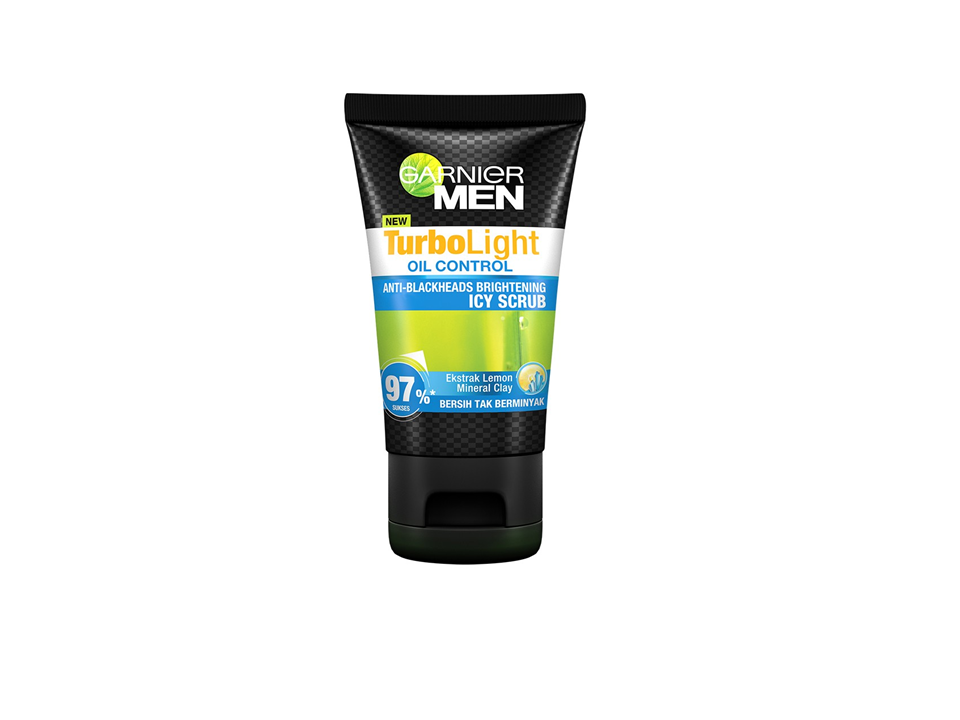 GARNIER
MEN
NEW
TurboLight
OIL CONTROL
ANTI-BLACKHEADS BRIGHTENING
ICY SCRUB
97%*
SUKSES
Ekstrak Lemon
Mineral Clay
BERSIH TAK BERMINYAK